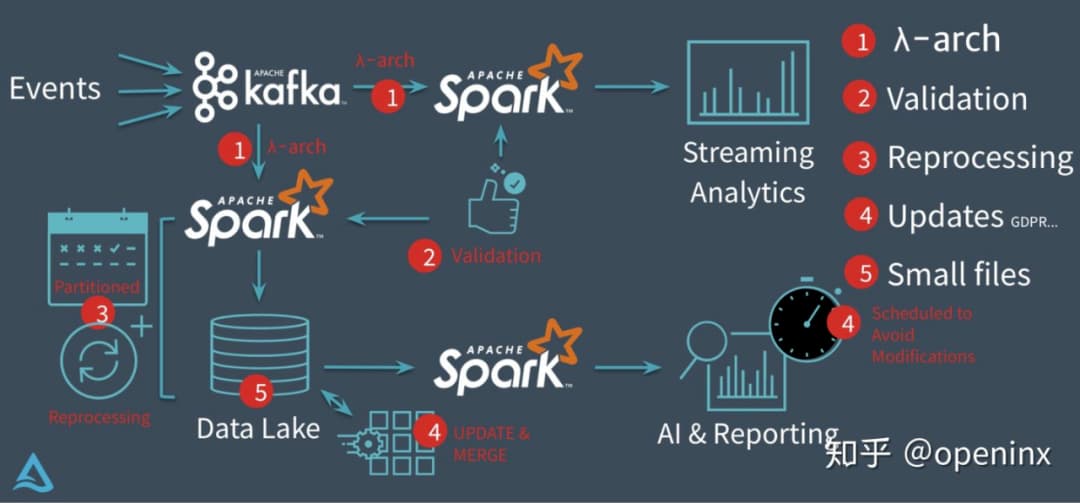 Events
APACHE
kafka
λ-arch
1
APACHE
Spark
Streaming
Analytics
1
λ-arch
2
Validation
3
Reprocessing
4
Updates GDPR...
5
Small files
1
λ-arch
APACHE
Spark
2
Validation
Partitioned
3
Reprocessing
5
Data Lake
APACHE
Spark
4
UPDATE &
MERGE
4
Scheduled to
Avoid
Modifications
AI & Reporting
知乎 @openinx